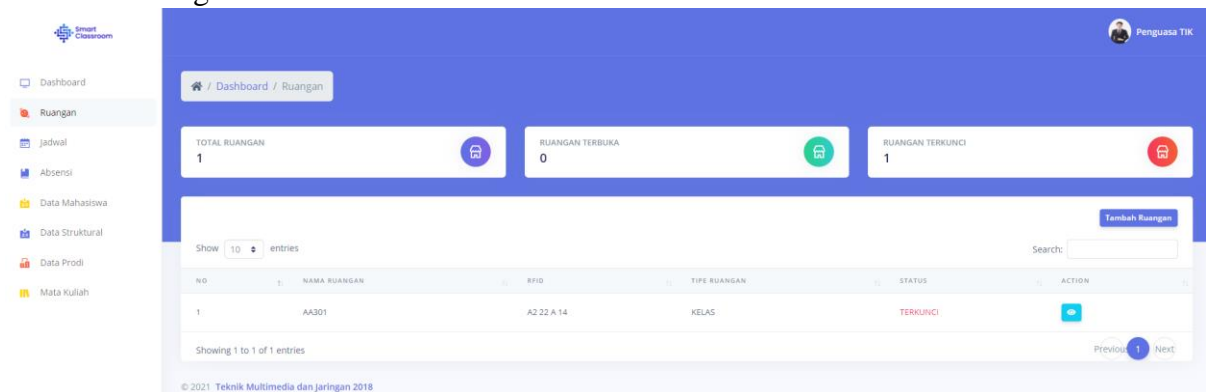 Smart
Classroom
Penguasa TIK
Dashboard
Ruangan
Jadwal
Absensi
Data Mahasiswa
Data Struktural
Data Prodi
Mata Kuliah
/ Dashboard / Ruangan
TOTAL RUANGAN
1
RUANGAN TERBUKA
0
RUANGAN TERKUNCI
1
Tambah Ruangan
Show 10 entries
Search:
NO NAMA RUANGAN RFID TIPE RUANGAN STATUS ACTION
1 AA301 A2 22 A 14 KELAS TERKUNCI
Showing 1 to 1 of 1 entries
Previous 1 Next
© 2021 Teknik Multimedia dan Jaringan 2018